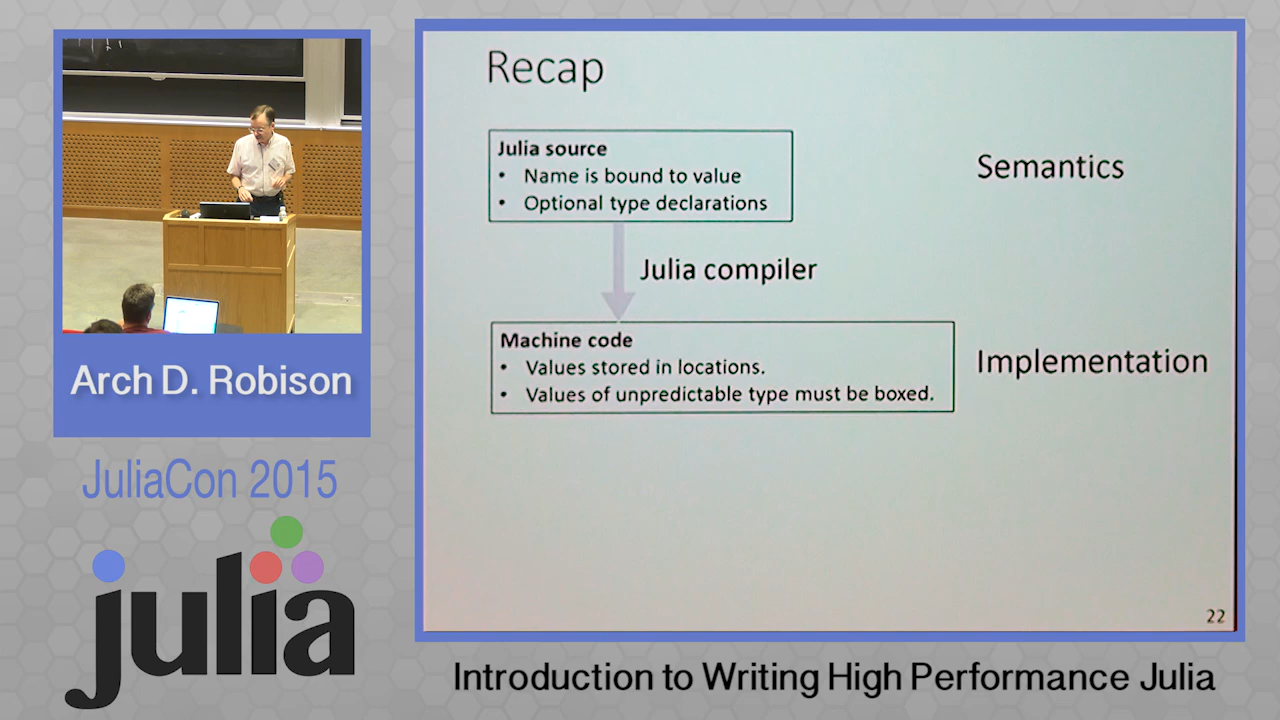 Recap
Julia source
• Name is bound to value
• Optional type declarations
Semantics
Julia compiler
Machine code
• Values stored in locations.
• Values of unpredictable type must be boxed.
Implementation
22
Arch D. Robison
JuliaCon 2015
julia
Introduction to Writing High Performance Julia